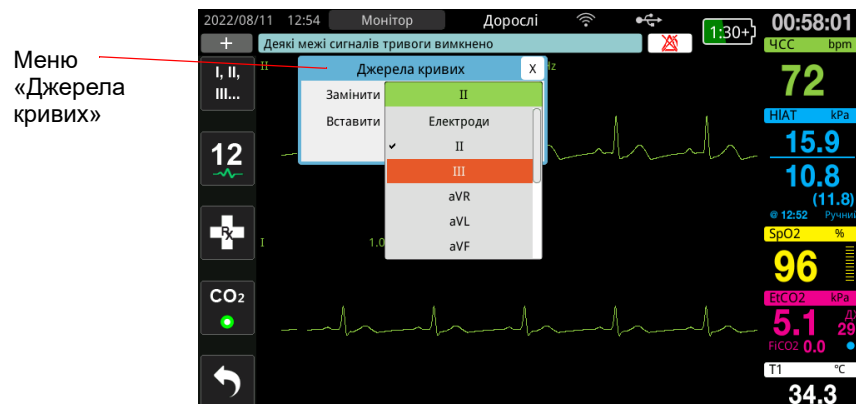 Меню
«Джерела
кривих»
2022/08/11 12:54 Монітор Дорослі 1:30+ 00:58:01
+ Деякі межі сигналів тривоги вимкнено
ЧСС bpm
72
I, II,
III...
II
Hz
Джерела кривих X
Замінити II
Вставити Електроди
II
III
aVR
aVL
aVF
НІАТ kPa
15.9
10.8
(11.8)
@ 12:52 Ручний
12
Rx
I 1.0
SpO2 %
96
CO2
EtCO2 kPa
5.1 29
FiCO2 0.0
T1 °C
34.3